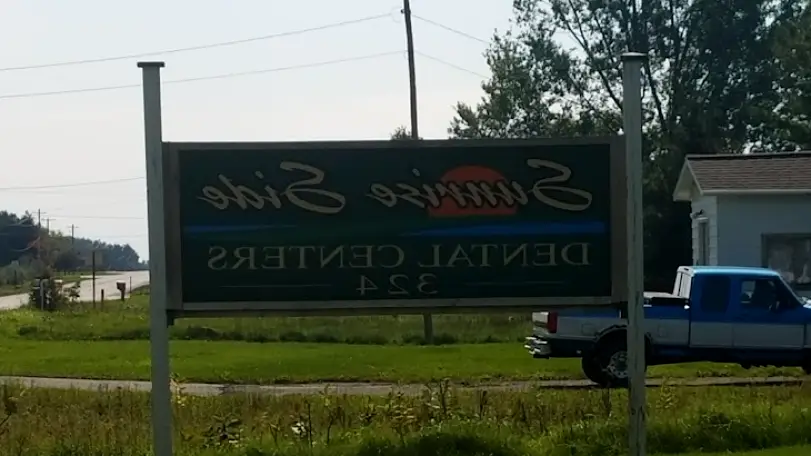 Sunrise Side
DENTAL CENTERS
324